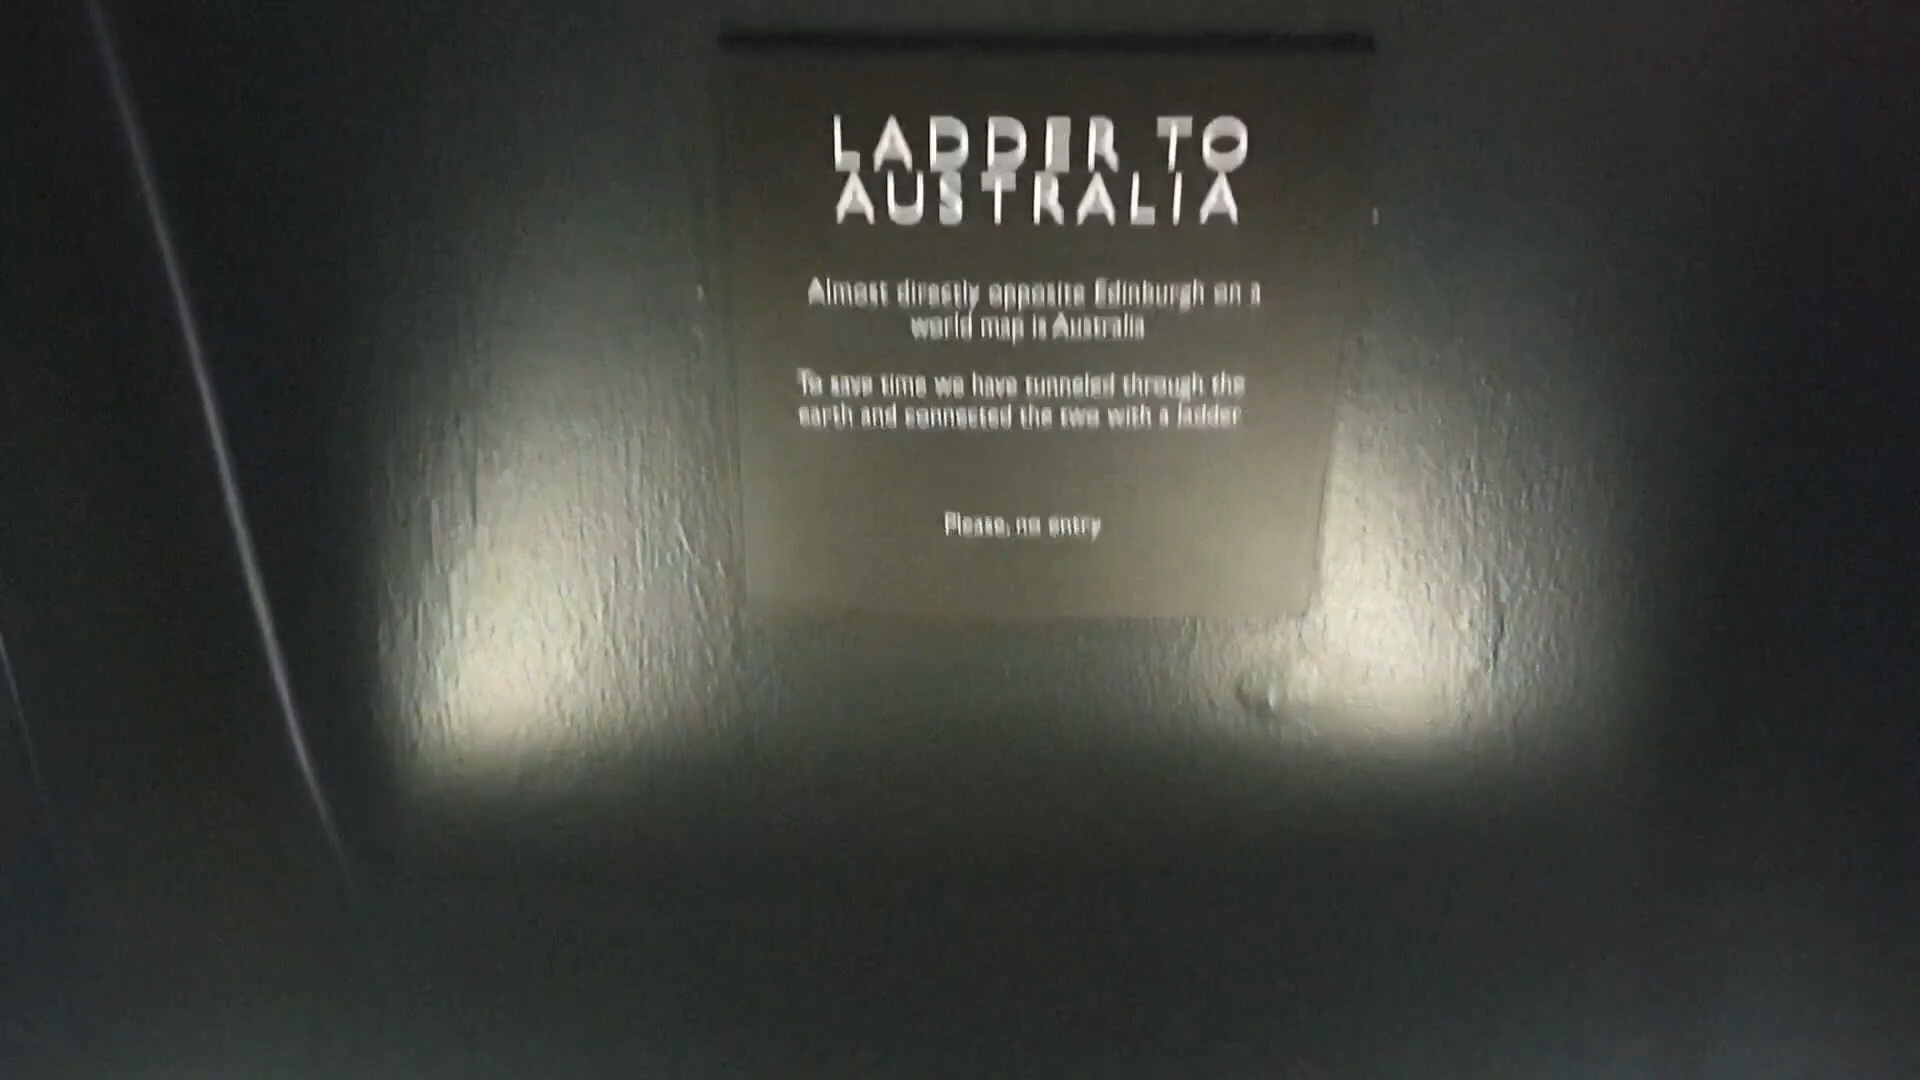 LADDER TO
AUSTRALIA
Almost directly opposite Edinburgh on a
world map is Australia
To save time we have tunneled through the
earth and connected the two with a ladder
Please, no entry